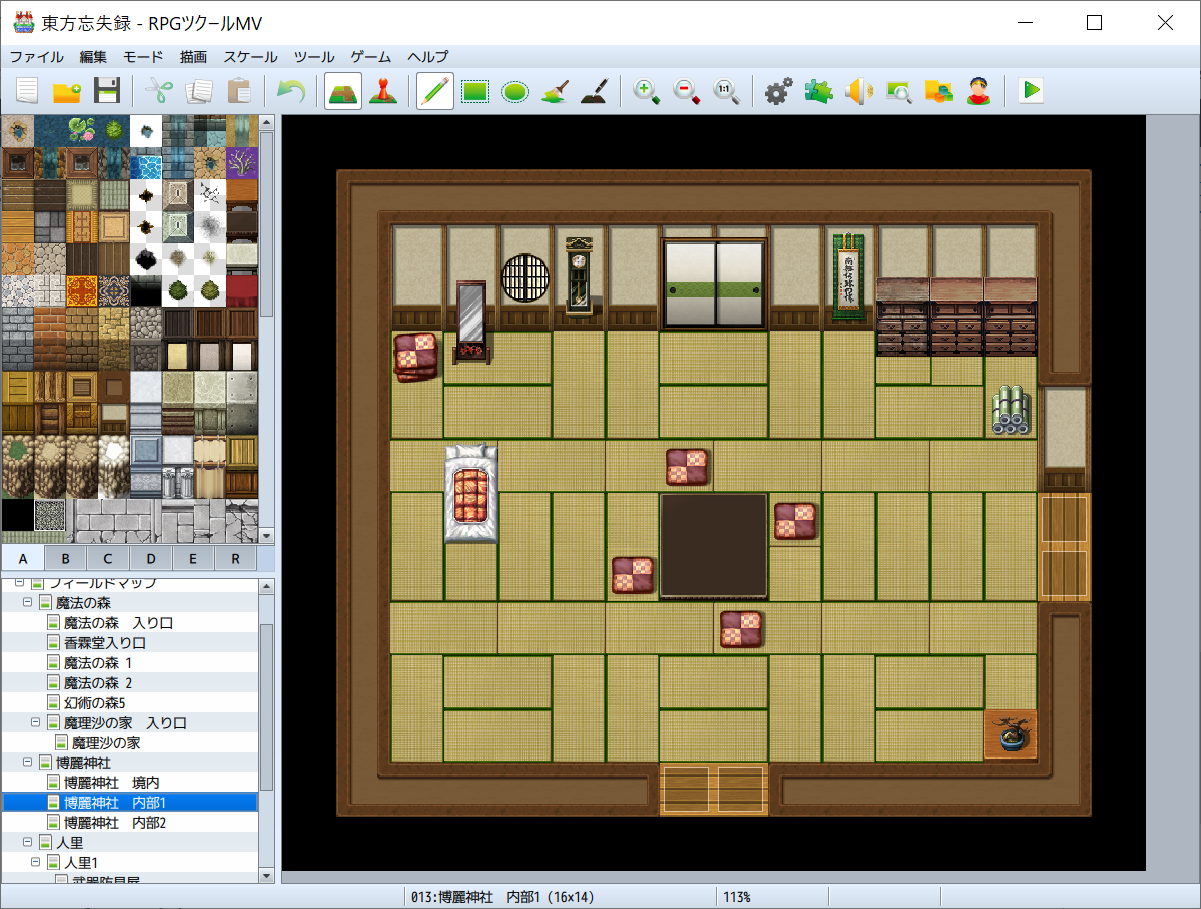 東方忘失録 - RPGツクールMV
ファイル 編集 モード 描画 スケール ツール ゲーム ヘルプ
1:1
A B C D E R
フィールドマップ
魔法の森
魔法の森 入り口
香霖堂入り口
魔法の森 1
魔法の森 2
幻術の森5
魔理沙の家 入り口
魔理沙の家
博麗神社
博麗神社 境内
博麗神社 内部1
博麗神社 内部2
人里
人里1
武器防具屋
013:博麗神社 内部1 (16x14)
113%